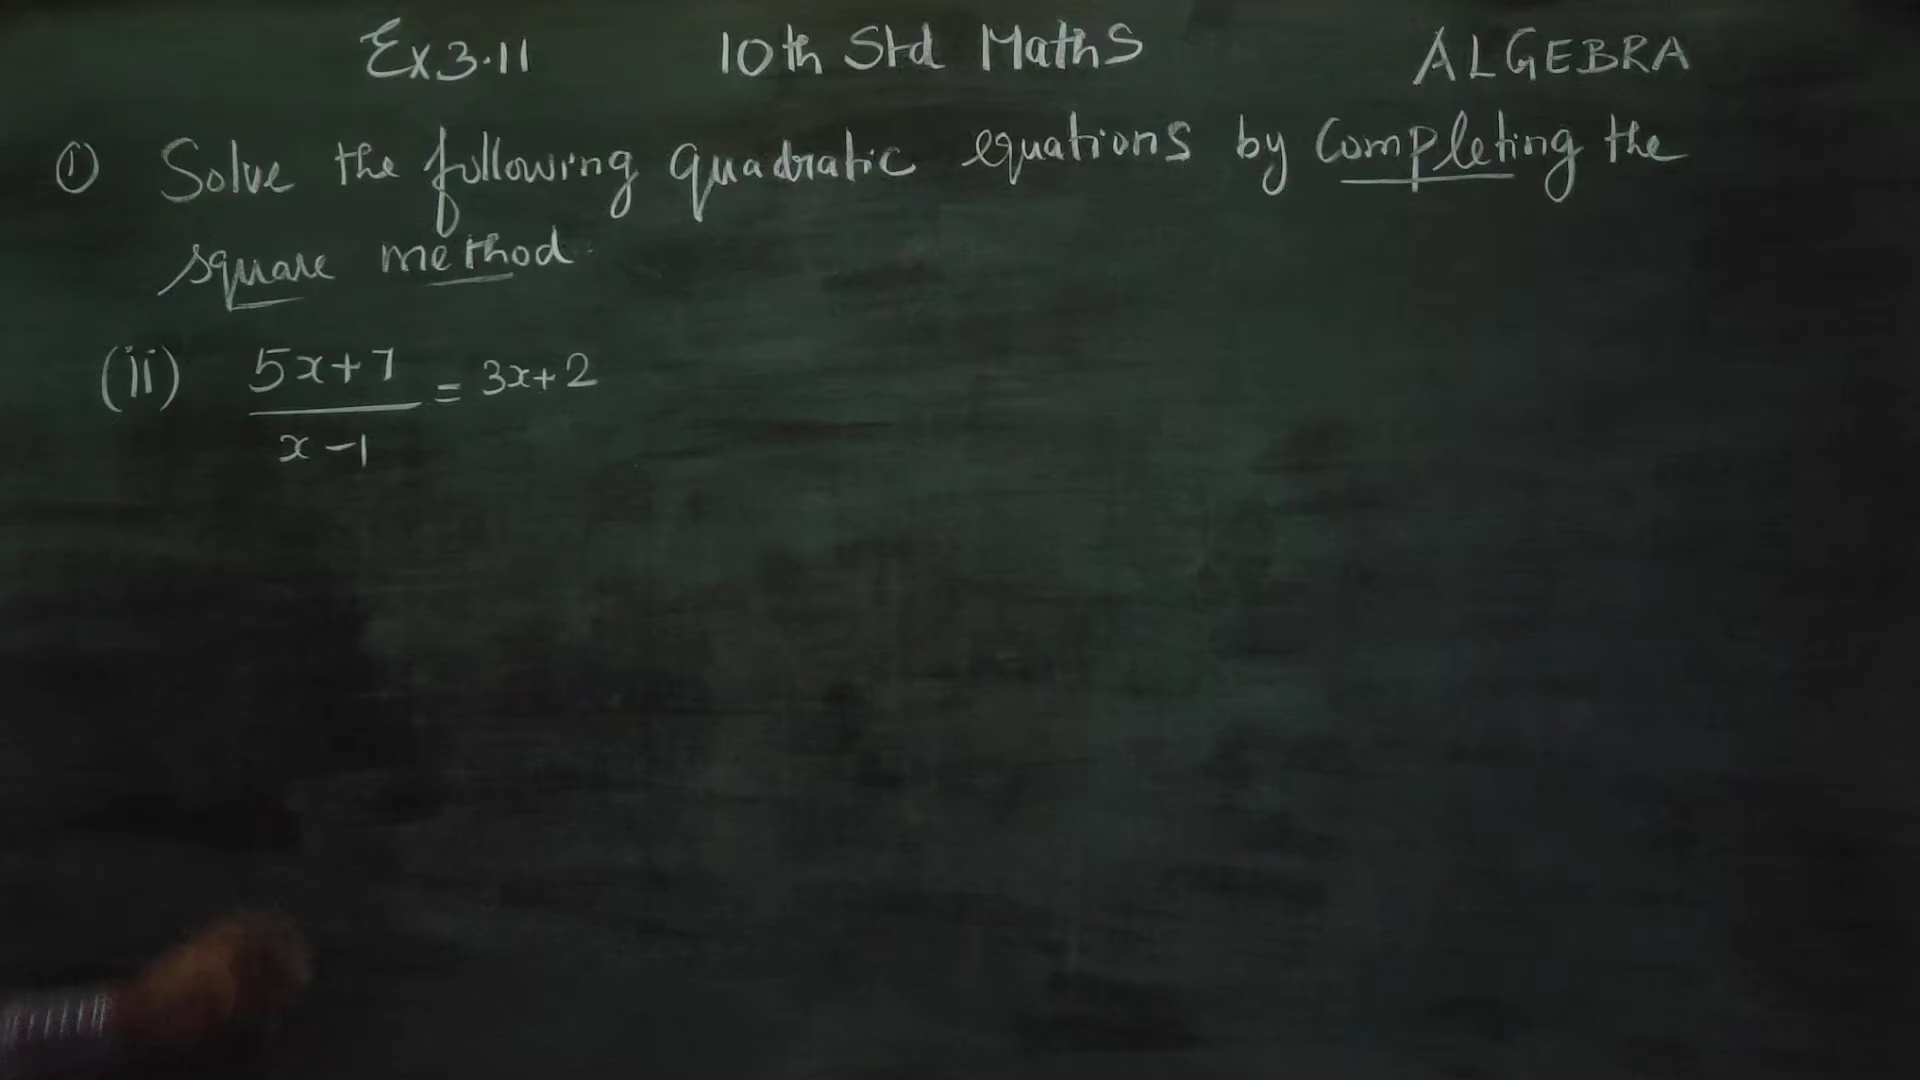 Ex 3.11 10th Std Maths ALGEBRA
① Solve the following quadratic equations by completing the
square method.
(ii) 5x+7 = 3x+2
x-1